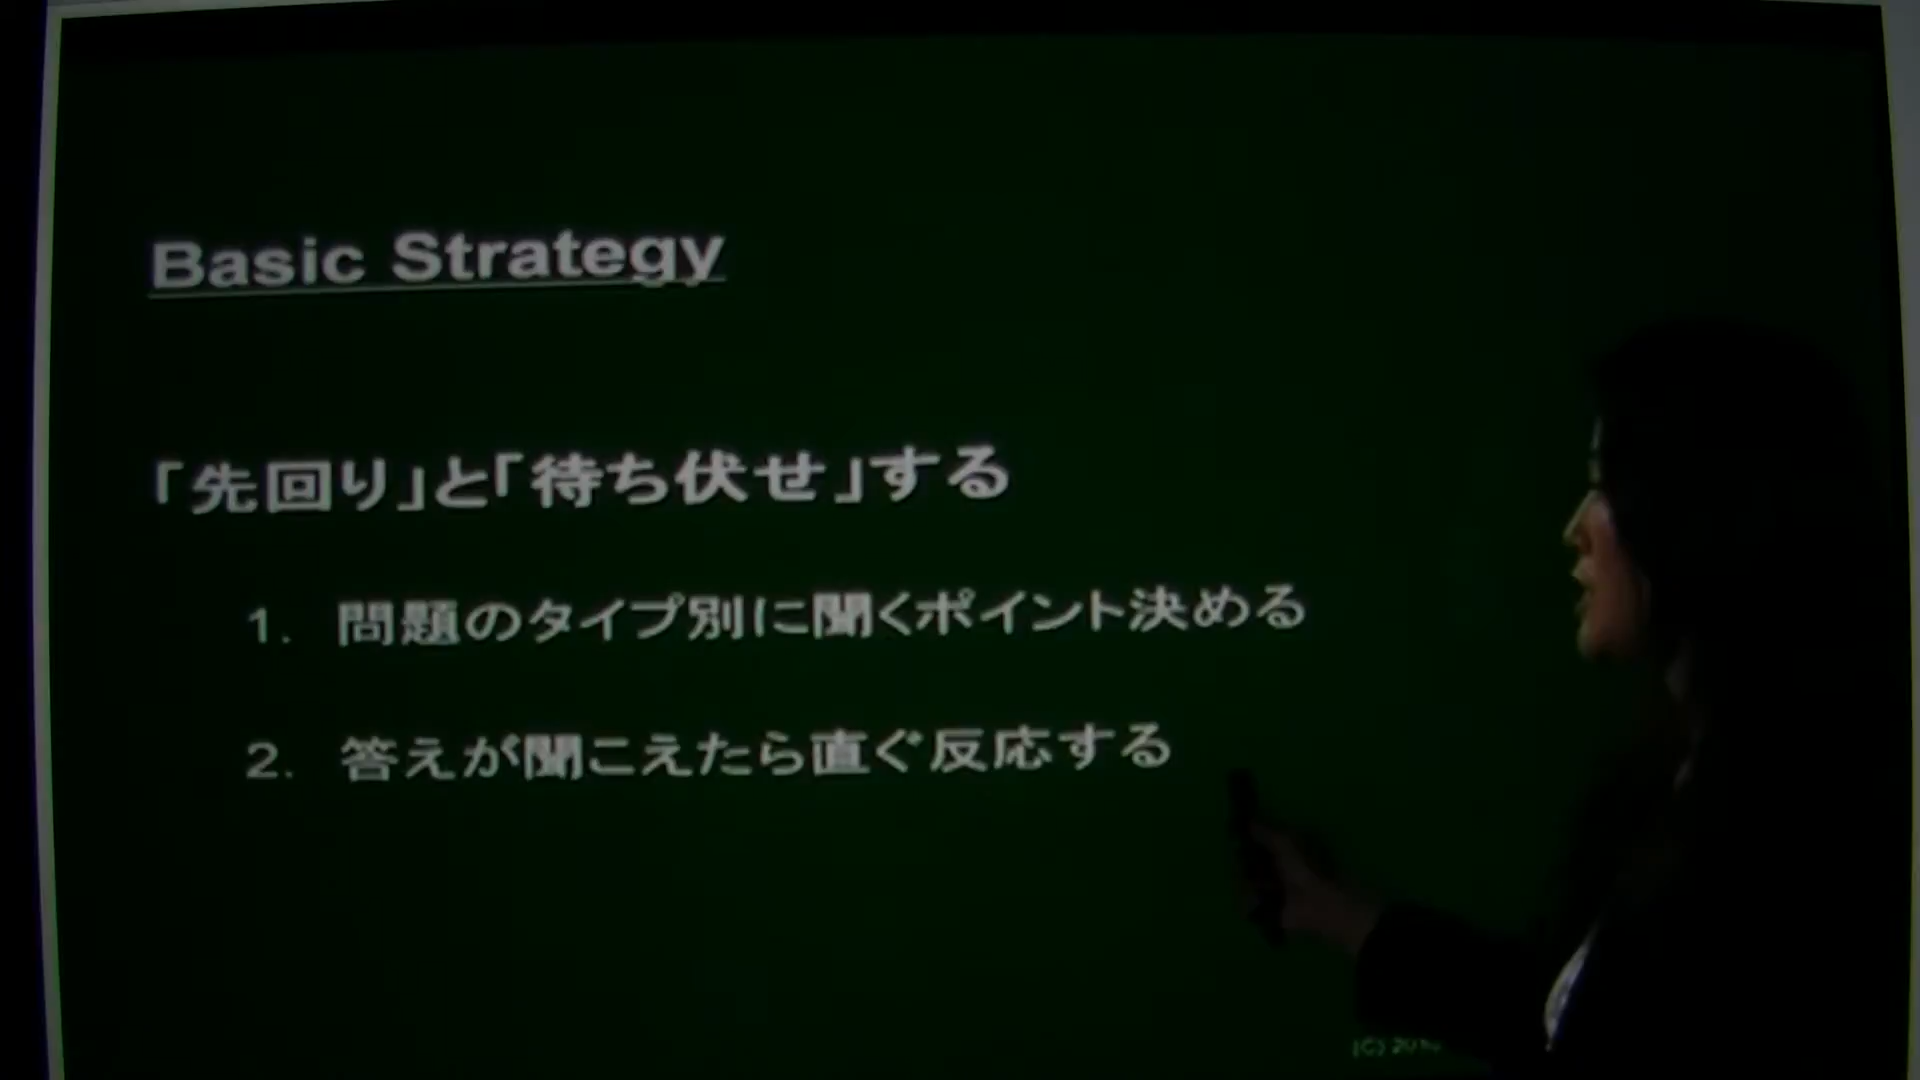 Basic Strategy
「先回り」と「待ち伏せ」する
1. 問題のタイプ別に聞くポイント決める
2. 答えが聞こえたら直ぐ反応する
(C)